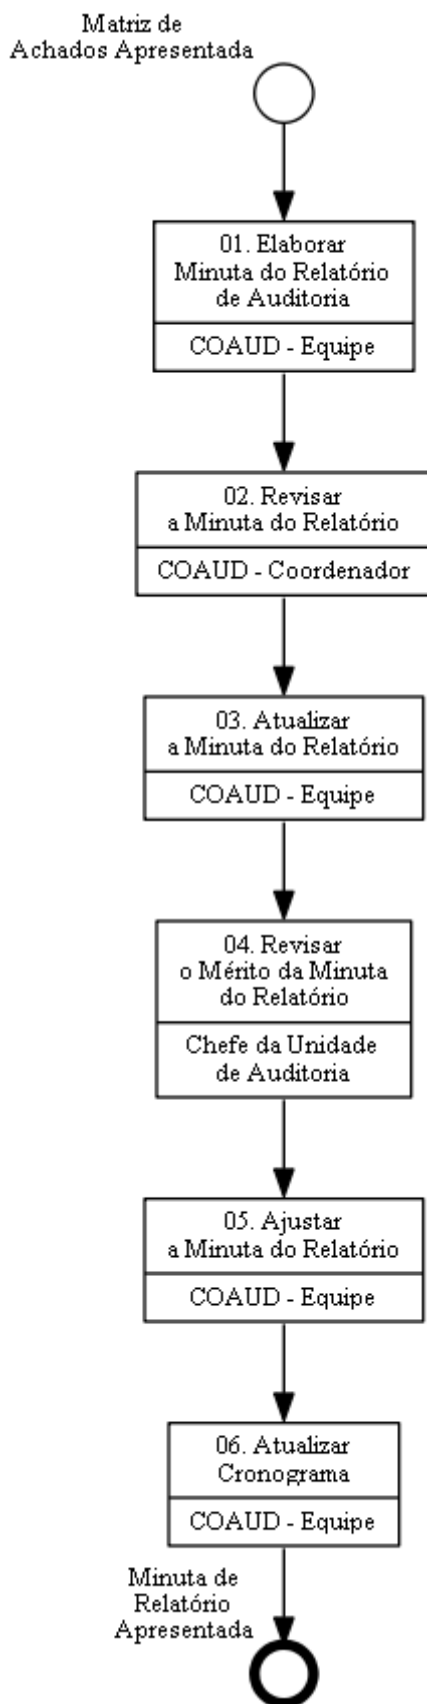 Matriz de
Achados Apresentada
01. Elaborar
Minuta do Relatório
de Auditoria
COAUD - Equipe
02. Revisar
a Minuta do Relatório
COAUD - Coordenador
03. Atualizar
a Minuta do Relatório
COAUD - Equipe
04. Revisar
o Mérito da Minuta
do Relatório
Chefe da Unidade
de Auditoria
05. Ajustar
a Minuta do Relatório
COAUD - Equipe
06. Atualizar
Cronograma
COAUD - Equipe
Minuta de
Relatório
Apresentada